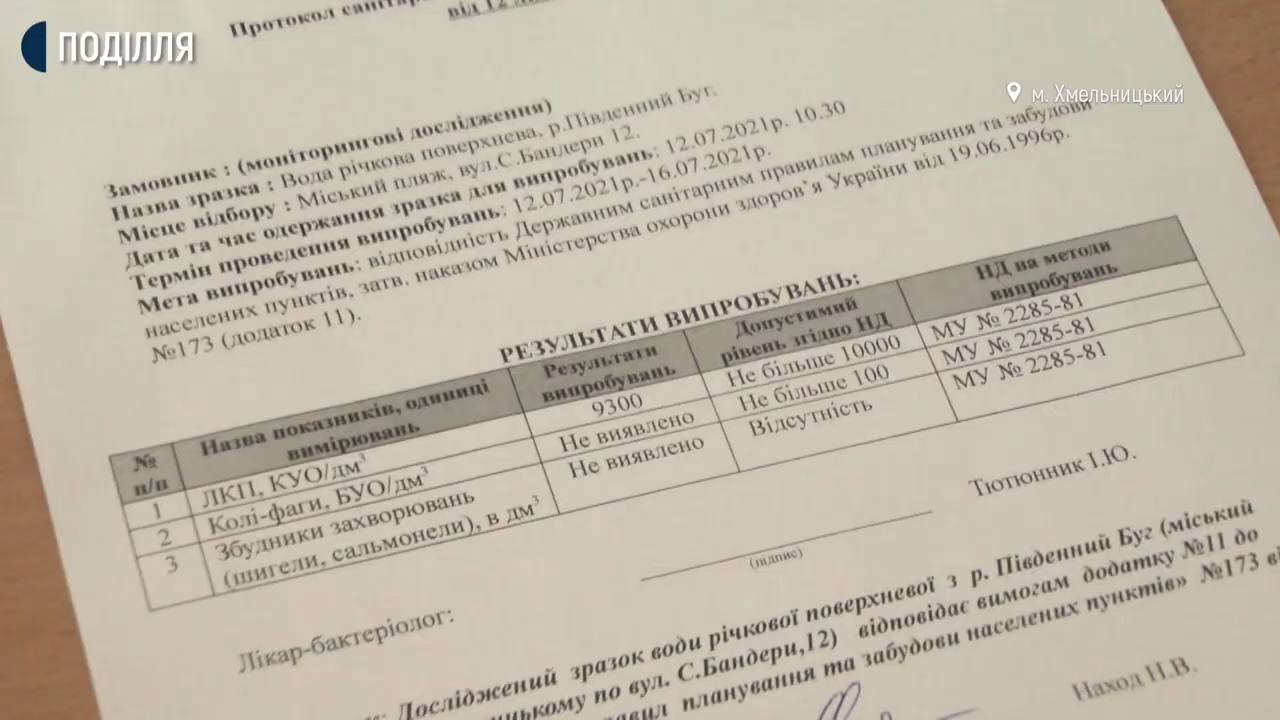 ПОДІЛЛЯ
м. Хмельницький
Протокол
від 12
Замовник : (моніторингові дослідження)
Назва зразка : Вода річкова поверхнева, р.Південний Буг.
Місце відбору : Міський пляж, вул.С.Бандери 12.
Дата та час одержання зразка для випробувань: 12.07.2021р. 10.30
Термін проведення випробувань: 12.07.2021р.-16.07.2021р.
Мета випробувань: відповідність Державним санітарним правилам планування та забудови
населених пунктів, затв. наказом Міністерства охорони здоров'я України від 19.06.1996р.
№173 (додаток 11).
РЕЗУЛЬТАТИ ВИПРОБУВАНЬ:
№ п/п Назва показників, одиниці вимірювань Результати випробувань Допустимий рівень згідно НД НД на методи випробувань
1 ЛКП, КУО/дм³ 9300 Не більше 10000 МУ № 2285-81
2 Колі-фаги, БУО/дм³ Не виявлено Не більше 100 МУ № 2285-81
3 Збудники захворювань (шигели, сальмонели), в дм³ Не виявлено Відсутність МУ № 2285-81
Лікар-бактеріолог: Тютюнник І.Ю.
(підпис)
Досліджений зразок води річкової поверхневої з р. Південний Буг (міський
по вул. С.Бандери,12) відповідає вимогам додатку №11 до
планування та забудови населених пунктів» №173
Наход Н.В.